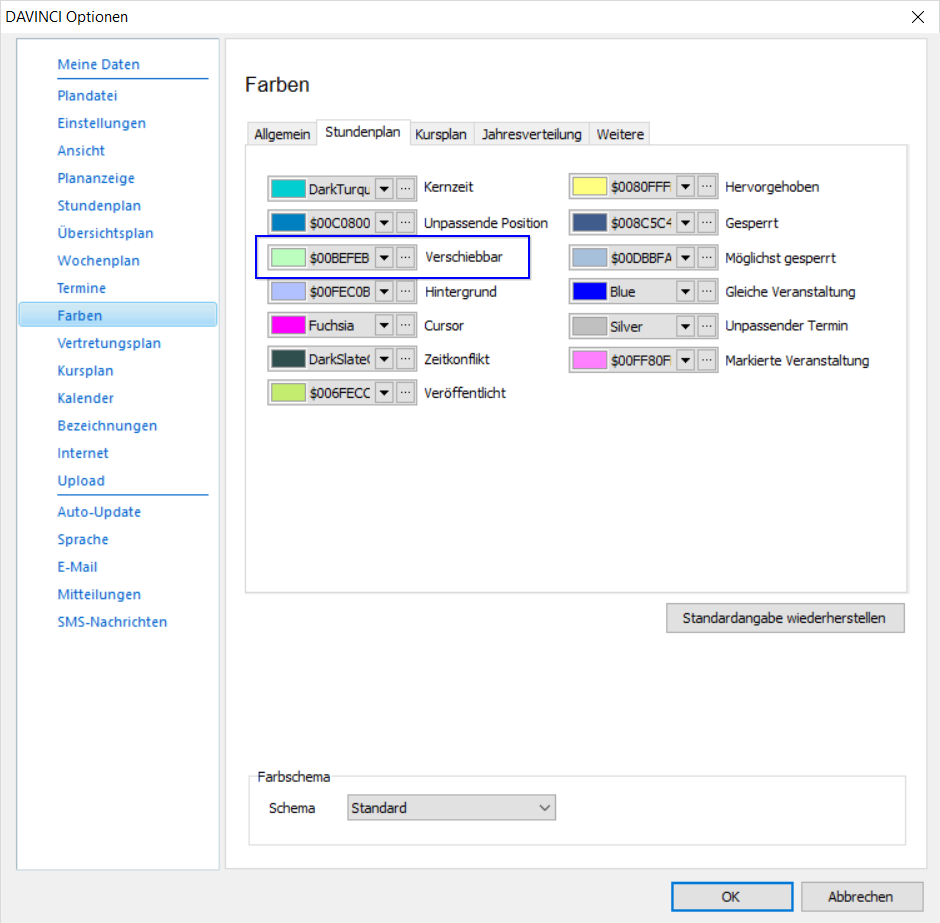 DAVINCI Optionen
Meine Daten
Plandatei
Einstellungen
Ansicht
Plananzeige
Stundenplan
Übersichtsplan
Wochenplan
Termine
Farben
Vertretungsplan
Kursplan
Kalender
Bezeichnungen
Internet
Upload
Auto-Update
Sprache
E-Mail
Mitteilungen
SMS-Nachrichten
Farben
Allgemein Stundenplan Kursplan Jahresverteilung Weitere
DarkTurqu Kernzeit
$00C0800 Unpassende Position
$00BEFEB Verschiebbar
$00FEC0B Hintergrund
Fuchsia Cursor
DarkSlateG Zeitkonflikt
$006FECC Veröffentlicht
$0080FFF Hervorgehoben
$008C5C4 Gesperrt
$00DBBFA Möglichst gesperrt
Blue Gleiche Veranstaltung
Silver Unpassender Termin
$00FF80F Markierte Veranstaltung
Standardangabe wiederherstellen
Farbschema
Schema Standard
OK Abbrechen